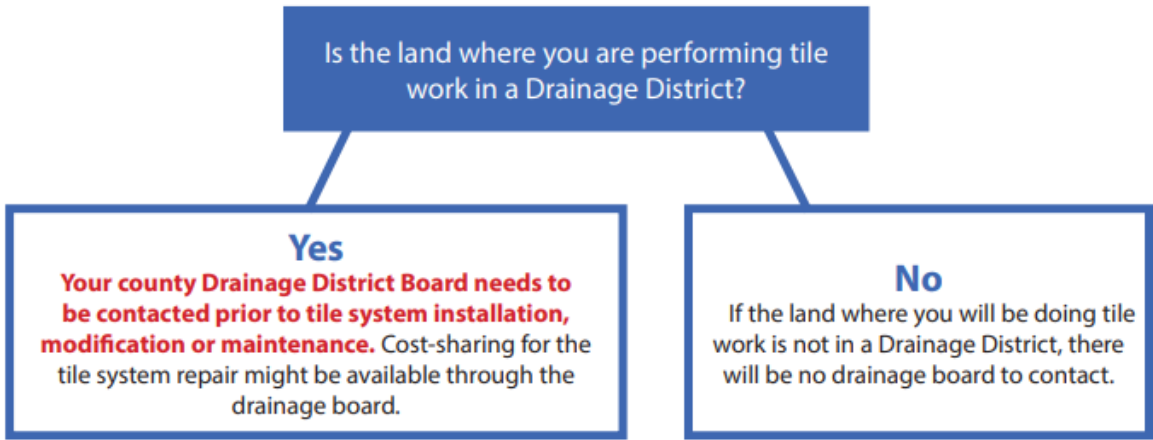 Is the land where you are performing tile
work in a Drainage District?
Yes
Your county Drainage District Board needs to
be contacted prior to tile system installation,
modification or maintenance. Cost-sharing for the
tile system repair might be available through the
drainage board.
No
If the land where you will be doing tile
work is not in a Drainage District, there
will be no drainage board to contact.